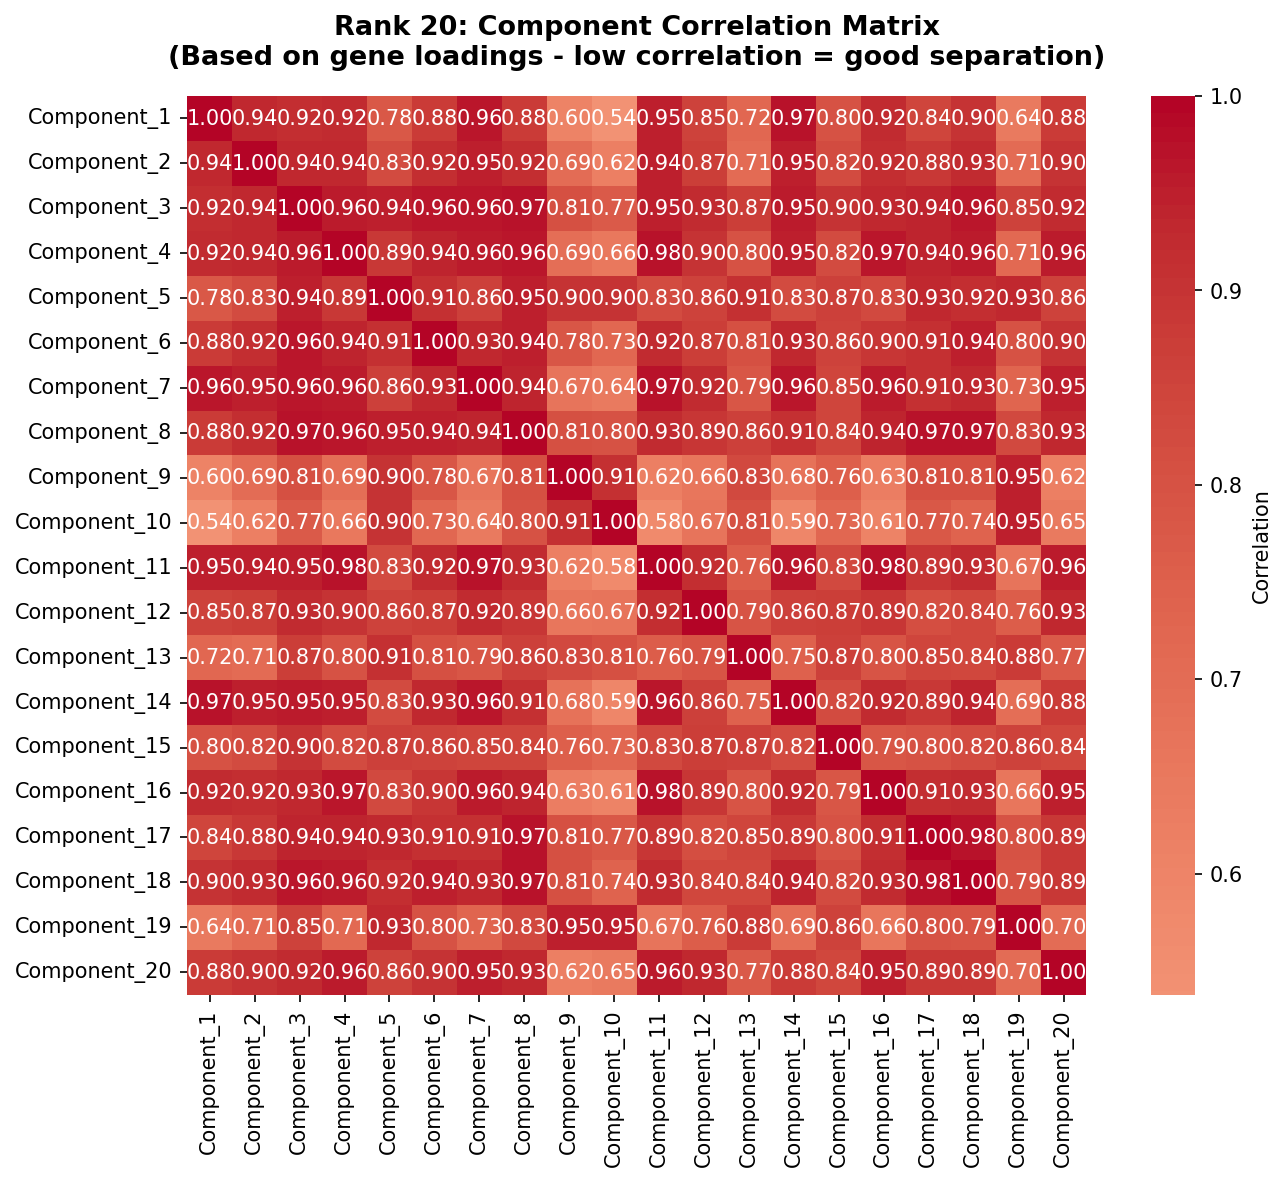 Rank 20: Component Correlation Matrix
(Based on gene loadings - low correlation = good separation)
Component_1 1.00 0.94 0.92 0.92 0.78 0.88 0.96 0.88 0.60 0.54 0.95 0.85 0.72 0.97 0.80 0.92 0.84 0.90 0.64 0.88
Component_2 0.94 1.00 0.94 0.94 0.83 0.92 0.95 0.92 0.69 0.62 0.94 0.87 0.71 0.95 0.82 0.92 0.88 0.93 0.71 0.90
Component_3 0.92 0.94 1.00 0.96 0.94 0.96 0.96 0.97 0.81 0.77 0.95 0.93 0.87 0.95 0.90 0.93 0.94 0.96 0.85 0.92
Component_4 0.92 0.94 0.96 1.00 0.89 0.94 0.96 0.96 0.69 0.66 0.98 0.90 0.80 0.95 0.82 0.97 0.94 0.96 0.71 0.96
Component_5 0.78 0.83 0.94 0.89 1.00 0.91 0.86 0.95 0.90 0.90 0.83 0.86 0.91 0.83 0.87 0.83 0.93 0.92 0.93 0.86
Component_6 0.88 0.92 0.96 0.94 0.91 1.00 0.93 0.94 0.78 0.73 0.92 0.87 0.81 0.93 0.86 0.90 0.91 0.94 0.80 0.90
Component_7 0.96 0.95 0.96 0.96 0.86 0.93 1.00 0.94 0.67 0.64 0.97 0.92 0.79 0.96 0.85 0.96 0.91 0.93 0.73 0.95
Component_8 0.88 0.92 0.97 0.96 0.95 0.94 0.94 1.00 0.81 0.80 0.93 0.89 0.86 0.91 0.84 0.94 0.97 0.97 0.83 0.93
Component_9 0.60 0.69 0.81 0.69 0.90 0.78 0.67 0.81 1.00 0.91 0.62 0.66 0.83 0.68 0.76 0.63 0.81 0.81 0.95 0.62
Component_10 0.54 0.62 0.77 0.66 0.90 0.73 0.64 0.80 0.91 1.00 0.58 0.67 0.81 0.59 0.73 0.61 0.77 0.74 0.95 0.65
Component_11 0.95 0.94 0.95 0.98 0.83 0.92 0.97 0.93 0.62 0.58 1.00 0.92 0.76 0.96 0.83 0.98 0.89 0.93 0.67 0.96
Component_12 0.85 0.87 0.93 0.90 0.86 0.87 0.92 0.89 0.66 0.67 0.92 1.00 0.79 0.86 0.87 0.89 0.82 0.84 0.76 0.93
Component_13 0.72 0.71 0.87 0.80 0.91 0.81 0.79 0.86 0.83 0.81 0.76 0.79 1.00 0.75 0.87 0.80 0.85 0.84 0.88 0.77
Component_14 0.97 0.95 0.95 0.95 0.83 0.93 0.96 0.91 0.68 0.59 0.96 0.86 0.75 1.00 0.82 0.92 0.89 0.94 0.69 0.88
Component_15 0.80 0.82 0.90 0.82 0.87 0.86 0.85 0.84 0.76 0.73 0.83 0.87 0.87 0.82 1.00 0.79 0.80 0.82 0.86 0.84
Component_16 0.92 0.92 0.93 0.97 0.83 0.90 0.96 0.94 0.63 0.61 0.98 0.89 0.80 0.92 0.79 1.00 0.91 0.93 0.66 0.95
Component_17 0.84 0.88 0.94 0.94 0.93 0.91 0.91 0.97 0.81 0.77 0.89 0.82 0.85 0.89 0.80 0.91 1.00 0.98 0.80 0.89
Component_18 0.90 0.93 0.96 0.96 0.92 0.94 0.93 0.97 0.81 0.74 0.93 0.84 0.84 0.94 0.82 0.93 0.98 1.00 0.79 0.89
Component_19 0.64 0.71 0.85 0.71 0.93 0.80 0.73 0.83 0.95 0.95 0.67 0.76 0.88 0.69 0.86 0.66 0.80 0.79 1.00 0.70
Component_20 0.88 0.90 0.92 0.96 0.86 0.90 0.95 0.93 0.62 0.65 0.96 0.93 0.77 0.88 0.84 0.95 0.89 0.89 0.70 1.00
Component_1
Component_2
Component_3
Component_4
Component_5
Component_6
Component_7
Component_8
Component_9
Component_10
Component_11
Component_12
Component_13
Component_14
Component_15
Component_16
Component_17
Component_18
Component_19
Component_20
1.0
0.9
0.8
0.7
0.6
Correlation